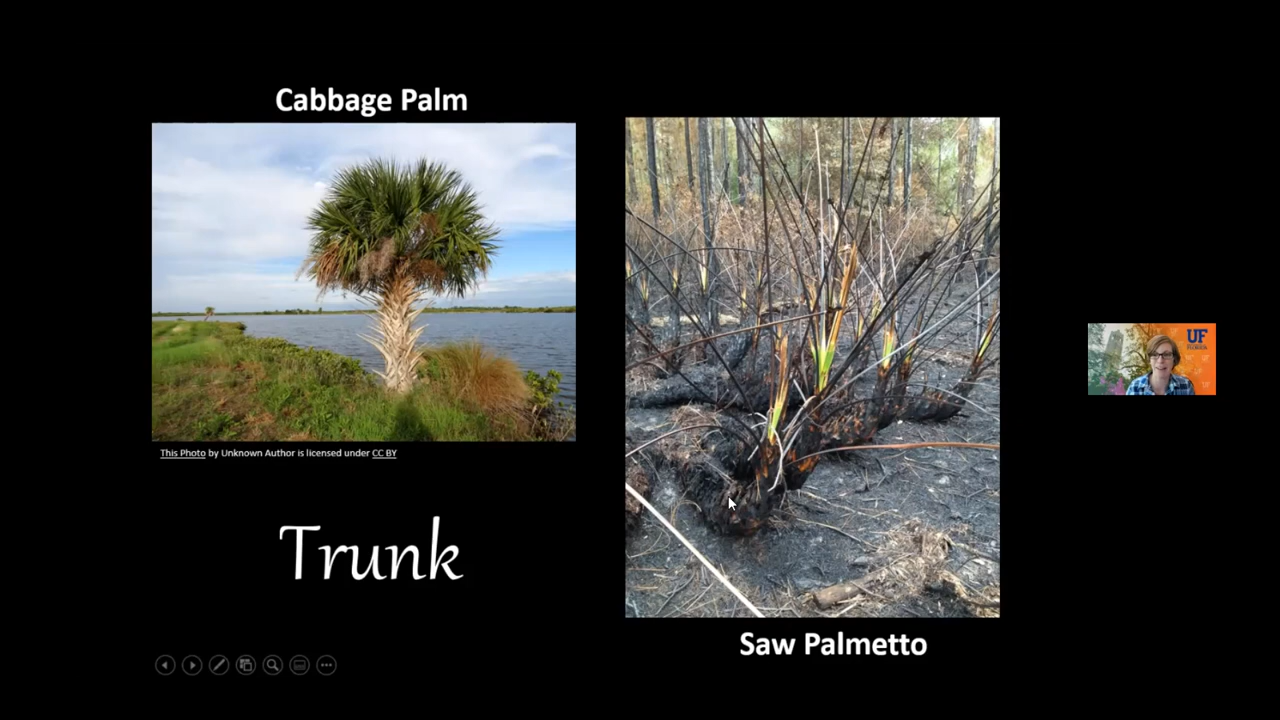 Cabbage Palm
This Photo by Unknown Author is licensed under CC BY
Trunk
Saw Palmetto
UF